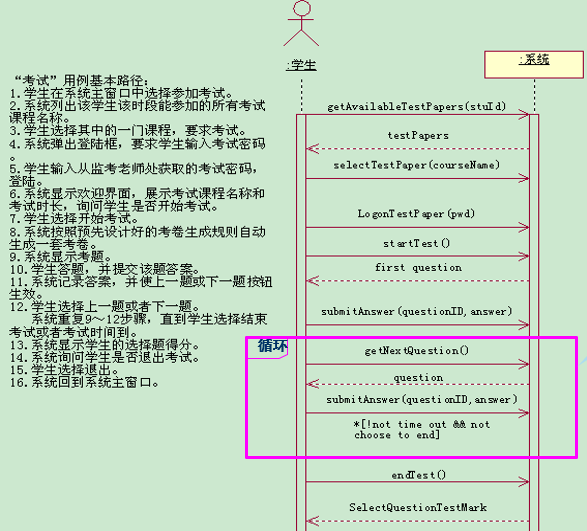 “考试”用例基本路径：
1.学生在系统主窗口中选择参加考试。
2.系统列出该学生该时段能参加的所有考试
课程名称。
3.学生选择其中的一门课程，要求考试。
4.系统弹出登陆框，要求学生输入考试密码
。
5.学生输入从监考老师处获取的考试密码，
登陆。
6.系统显示欢迎界面，展示考试课程名称和
考试时长，询问学生是否开始考试。
7.学生选择开始考试。
8.系统按照预先设计好的考卷生成规则自动
生成一套考卷。
9.系统显示考题。
10.学生答题，并提交该题答案。
11.系统记录答案，并使上一题或下一题按钮
生效。
12.学生选择上一题或者下一题。
系统重复9～12步骤，直到学生选择结束
考试或者考试时间到。
13.系统显示学生的选择题得分。
14.系统询问学生是否退出考试。
15.学生选择退出。
16.系统回到系统主窗口。
:学生
:系统
getAvailableTestPapers(stuId)
testPapers
selectTestPaper(courseName)
LogonTestPaper(pwd)
startTest()
first question
submitAnswer(questionID,answer)
循环
getNextQuestion()
question
submitAnswer(questionID,answer)
*[!not time out && not
choose to end]
endTest()
SelectQuestionTestMark